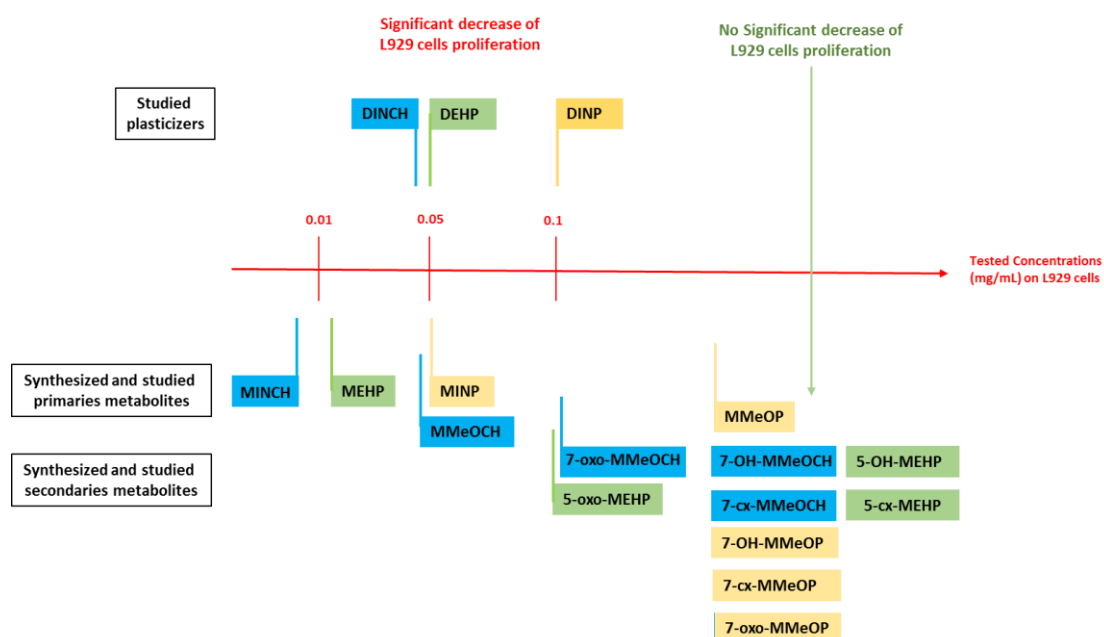 Significant decrease of
L929 cells proliferation
No Significant decrease of
L929 cells proliferation
Studied
plasticizers
DINCH
DEHP
DINP
0.01
0.05
0.1
Tested Concentrations
(mg/mL) on L929 cells
Synthesized and studied
primaries metabolites
MINCH
MEHP
MINP
MMeOCH
MMeOP
Synthesized and studied
secondaries metabolites
7-oxo-MMeOCH
5-oxo-MEHP
7-OH-MMeOCH
5-OH-MEHP
7-cx-MMeOCH
5-cx-MEHP
7-OH-MMeOP
7-cx-MMeOP
7-oxo-MMeOP